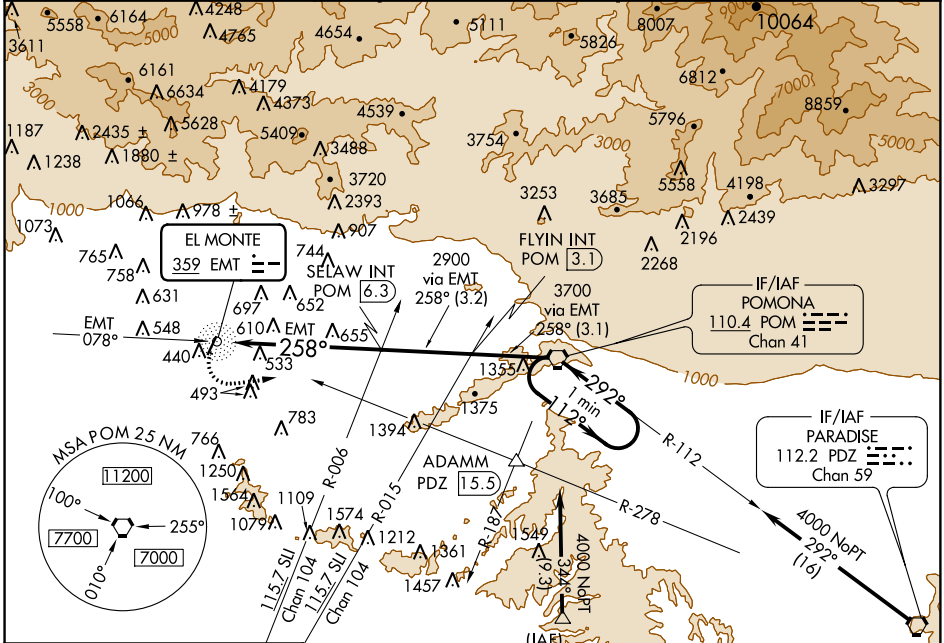 4248
5558
6164
5111
8007
10064
3611
5000
4765
4654
5826
6161
6812
3000
6634
4179
4373
7000
8859
1187
2435 ±
5628
5409
4539
3754
5796
5000
1238
1880 ±
3488
3000
3720
5558
4198
3297
1000
1066
978 ±
2393
3253
3685
2439
1073
907
2196
EL MONTE
359 EMT
765
758
744
2268
SELAW INT
POM 6.3
2900
via EMT
258° (3.2)
FLYIN INT
POM 3.1
3700
via EMT
258° (3.1)
IF/IAF
POMONA
110.4 POM
Chan 41
631
697
652
EMT
078°
548
610
EMT
258°
655
440
533
1355
1000
493
292°
1 min
112°
1375
1394
783
R-112
IF/IAF
PARADISE
112.2 PDZ
Chan 59
766
MSA POM 25 NM
11200
100°
255°
7700
7000
010°
1250
1564
1079
1109
1574
R-006
R-015
ADAMM
PDZ 15.5
R-187
R-278
1212
1361
1457
1549
115.7 SLI
Chan 104
115.7 SLI
Chan 104
4000 NoPT
344°
(9.3)
4000 NoPT
292°
(16)
(IAF)